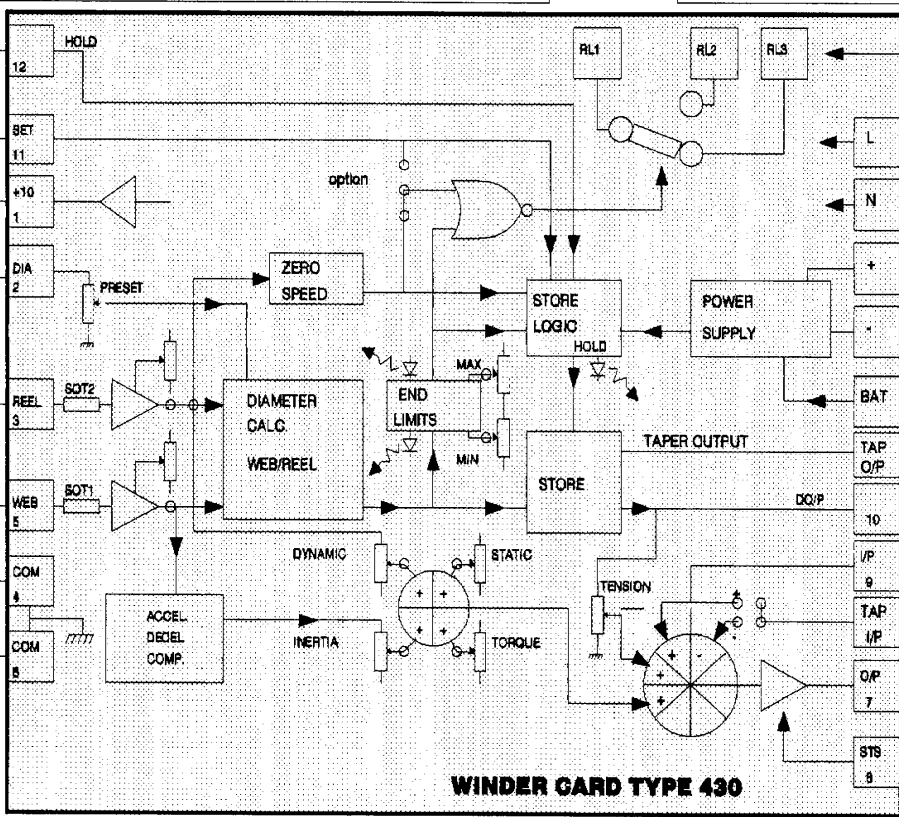 HOLD
12
RL1
RL2
RL3
SET
11
L
option
+10
1
N
DIA
2
PRESET
ZERO
SPEED
STORE
LOGIC
HOLD
POWER
SUPPLY
+
-
BAT
SOT2
REEL
3
DIAMETER
CALC.
WEB/REEL
END
LIMITS
MAX
MIN
TAPER OUTPUT
TAP
O/P
SOT1
WEB
5
STORE
DO/P
10
DYNAMIC
STATIC
COM
4
TENSION
I/P
9
ACCEL
DECEL
COMP.
INERTIA
TORQUE
+ +
+ +
+
-
TAP
I/P
COM
+ -
+
+
O/P
7
STS
WINDER CARD TYPE 430